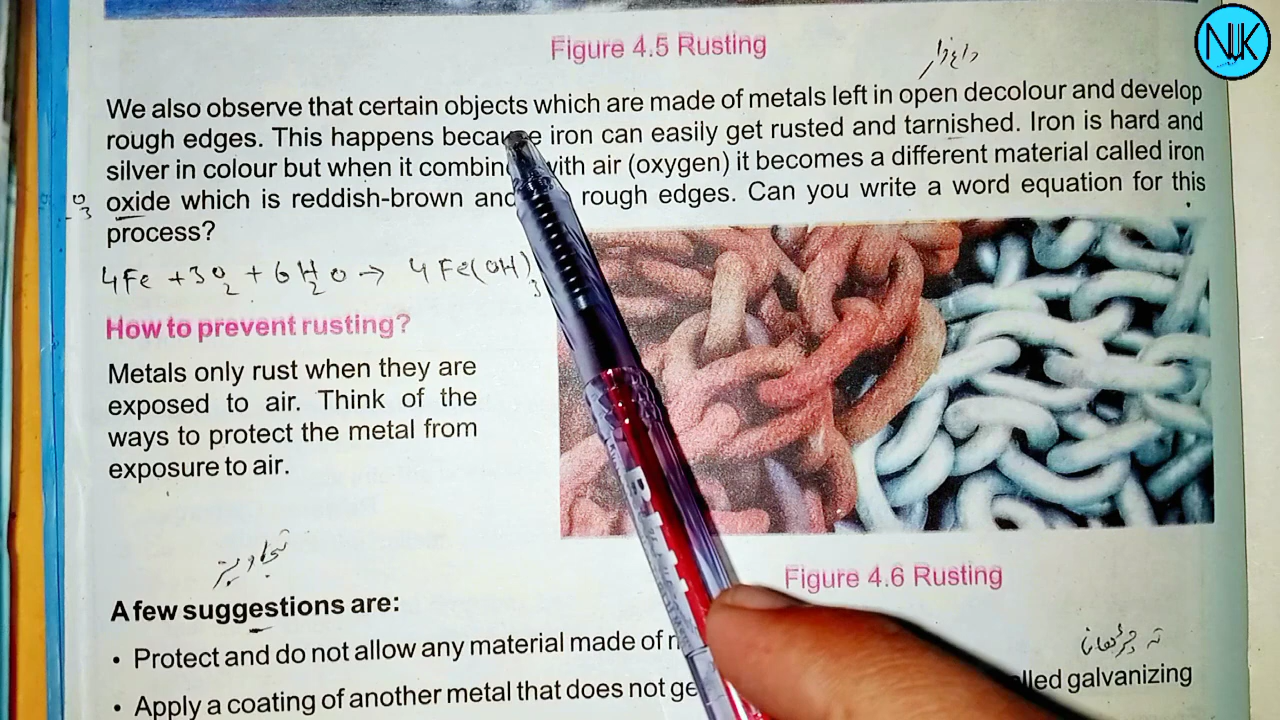 NUK
Figure 4.5 Rusting
داغدار
We also observe that certain objects which are made of metals left in open decolour and develop
rough edges. This happens because iron can easily get rusted and tarnished. Iron is hard and
silver in colour but when it combin with air (oxygen) it becomes a different material called iron
oxide which is reddish-brown and rough edges. Can you write a word equation for this
process?
4Fe + 3O2 + 6H2O → 4Fe(OH)3
How to prevent rusting?
Metals only rust when they are
exposed to air. Think of the
ways to protect the metal from
exposure to air.
تجاویز
A few suggestions are:
Figure 4.6 Rusting
• Protect and do not allow any material made of
• Apply a coating of another metal that does not ge lled galvanizing